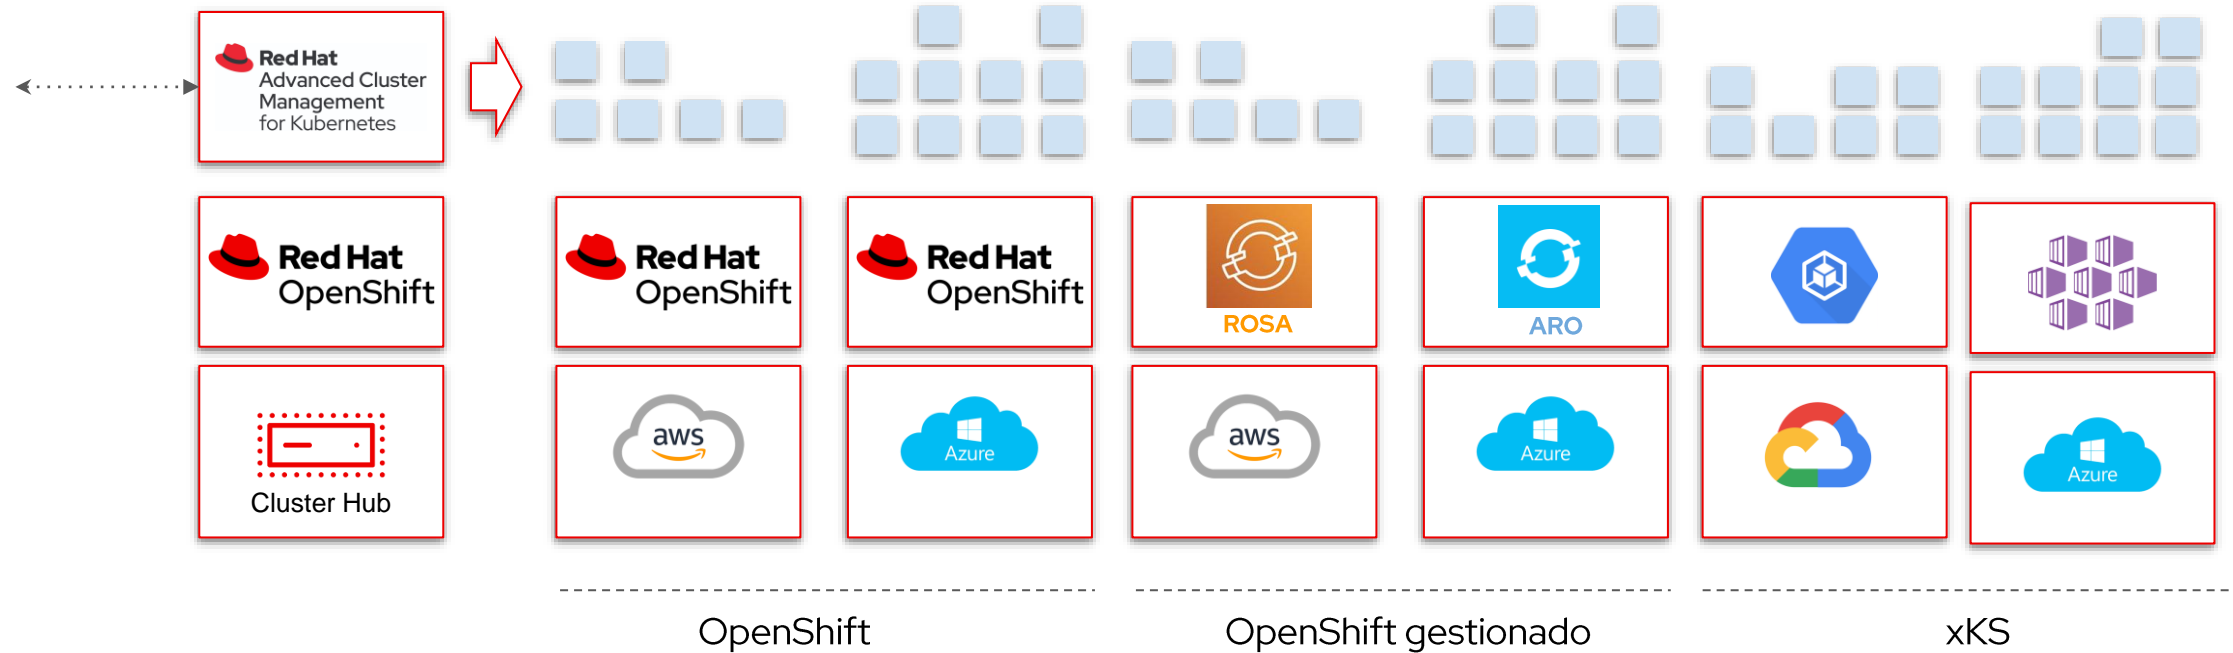 Red Hat
Advanced Cluster
Management
for Kubernetes
Red Hat
OpenShift
Red Hat
OpenShift
Red Hat
OpenShift
ROSA
ARO
Cluster Hub
aws
Azure
aws
Azure
Azure
OpenShift
OpenShift gestionado
xKS